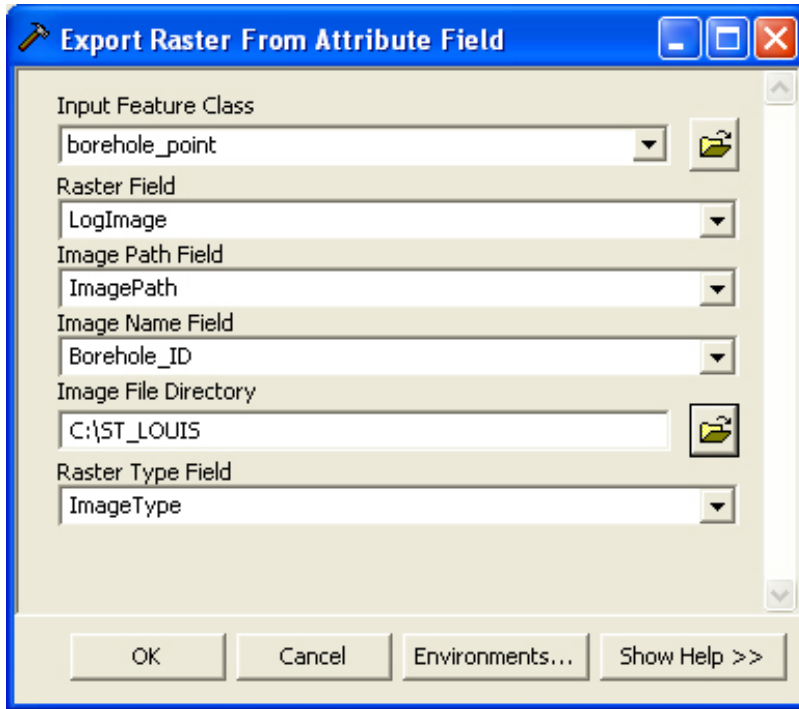 Export Raster From Attribute Field
Input Feature Class
borehole_point
Raster Field
LogImage
Image Path Field
ImagePath
Image Name Field
Borehole_ID
Image File Directory
C:\ST_LOUIS
Raster Type Field
ImageType
OK Cancel Environments... Show Help >>